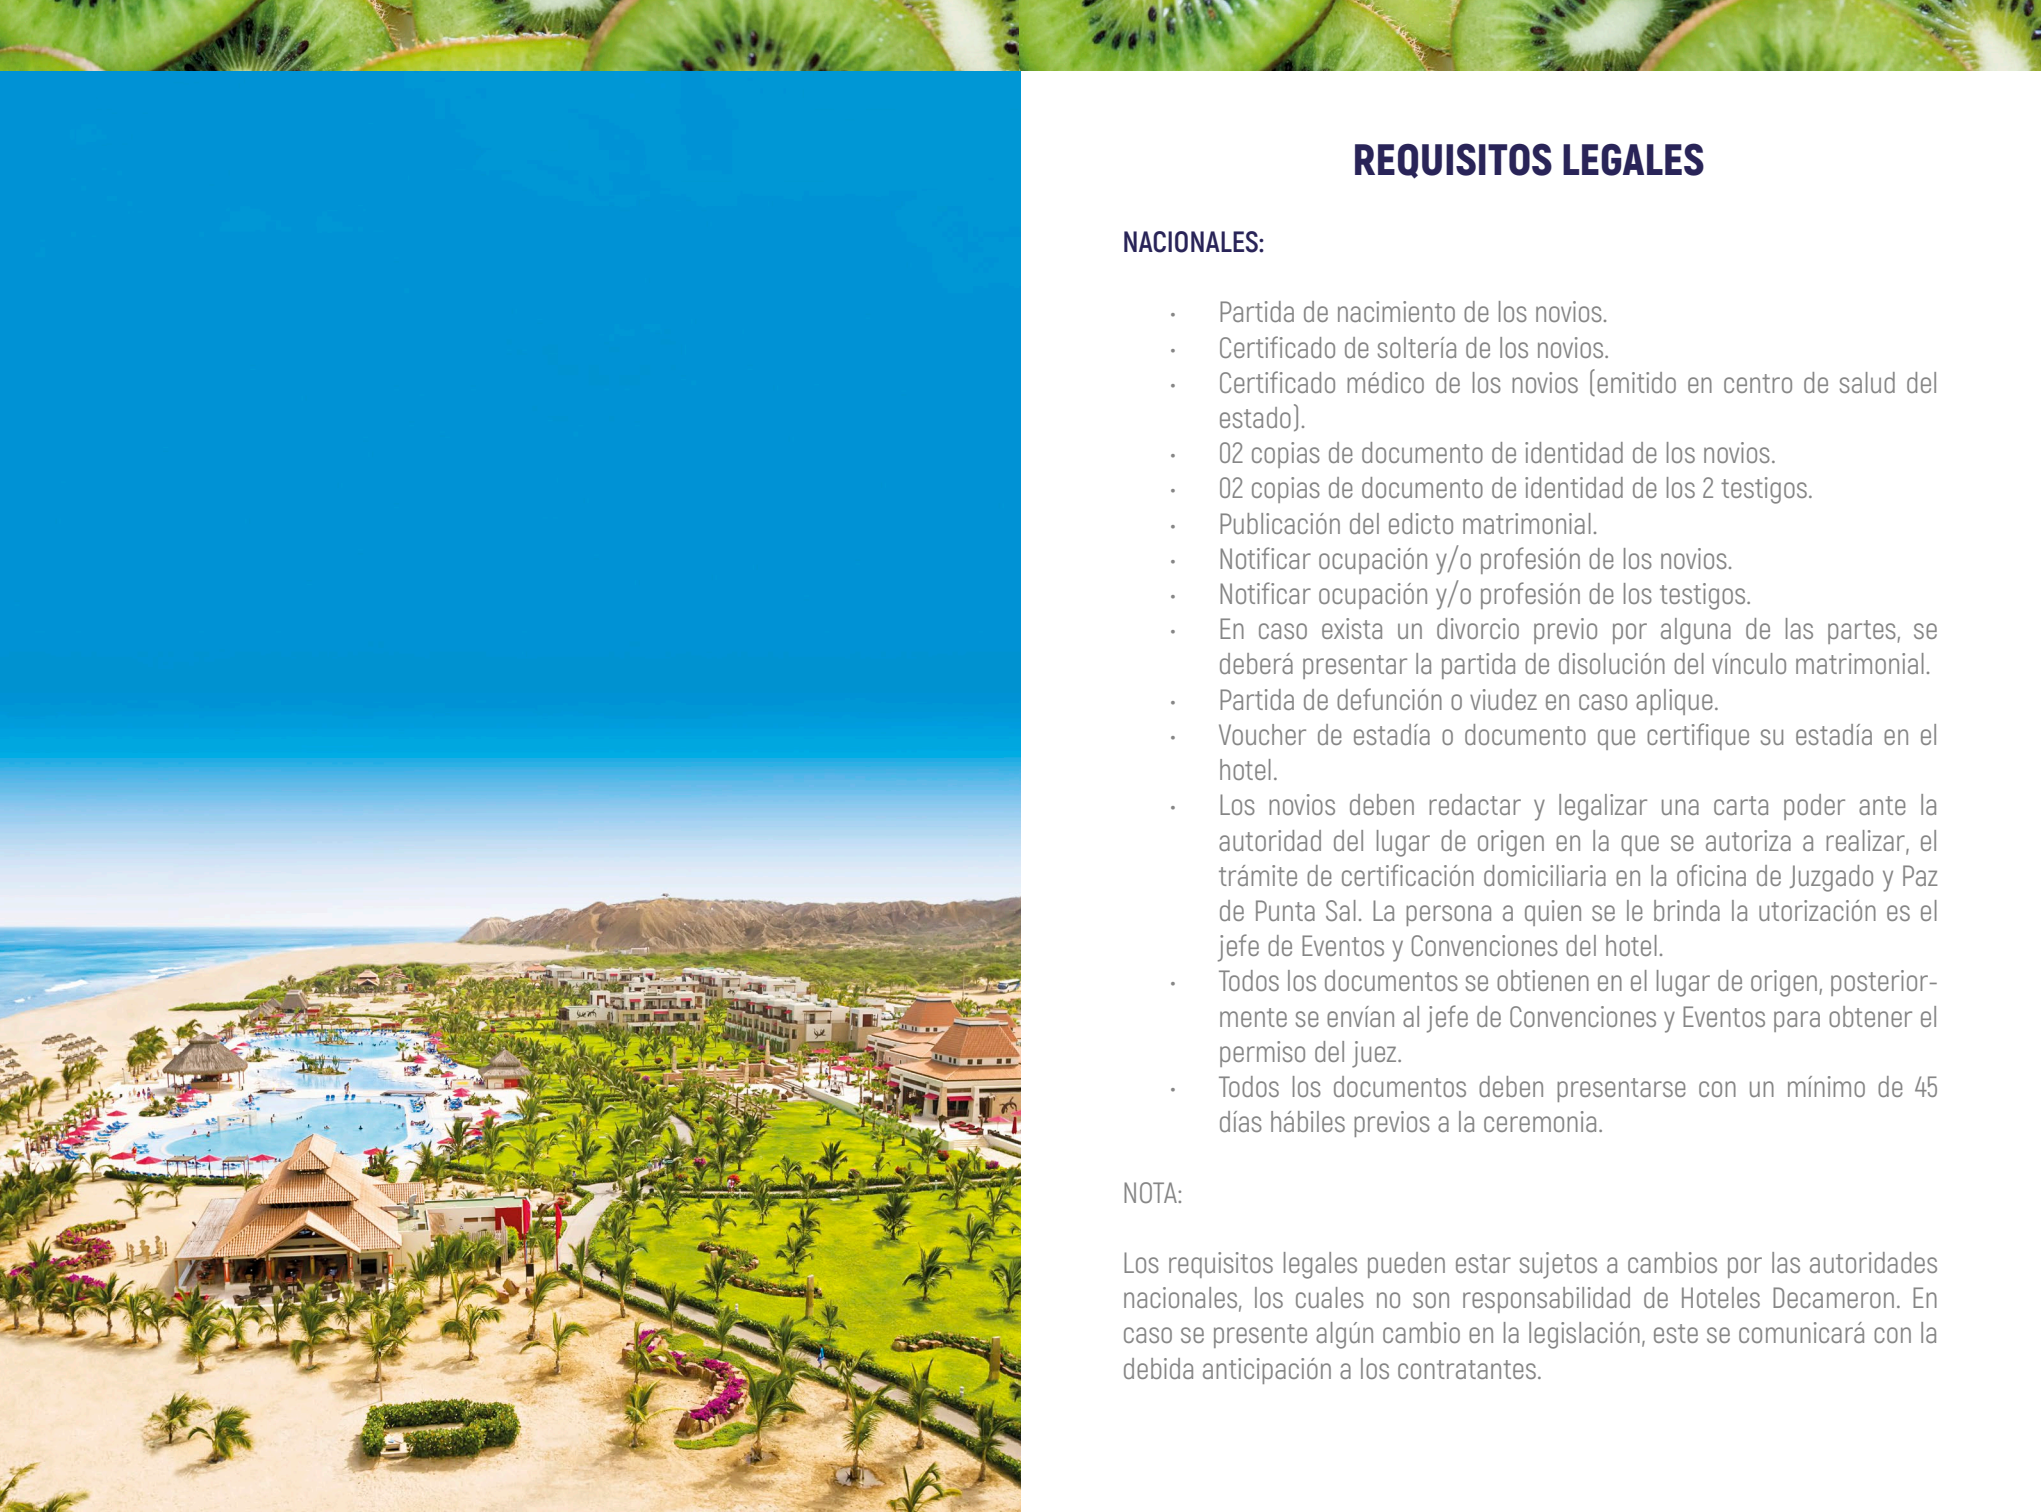 REQUISITOS LEGALES
NACIONALES:
• Partida de nacimiento de los novios.
• Certificado de soltería de los novios.
• Certificado médico de los novios (emitido en centro de salud del
estado).
• 02 copias de documento de identidad de los novios.
• 02 copias de documento de identidad de los 2 testigos.
• Publicación del edicto matrimonial.
• Notificar ocupación y/o profesión de los novios.
• Notificar ocupación y/o profesión de los testigos.
• En caso exista un divorcio previo por alguna de las partes, se
deberá presentar la partida de disolución del vínculo matrimonial.
• Partida de defunción o viudez en caso aplique.
• Voucher de estadía o documento que certifique su estadía en el
hotel.
• Los novios deben redactar y legalizar una carta poder ante la
autoridad del lugar de origen en la que se autoriza a realizar, el
trámite de certificación domiciliaria en la oficina de Juzgado y Paz
de Punta Sal. La persona a quien se le brinda la utorización es el
jefe de Eventos y Convenciones del hotel.
• Todos los documentos se obtienen en el lugar de origen, posterior-
mente se envían al jefe de Convenciones y Eventos para obtener el
permiso del juez.
• Todos los documentos deben presentarse con un mínimo de 45
días hábiles previos a la ceremonia.
NOTA:
Los requisitos legales pueden estar sujetos a cambios por las autoridades
nacionales, los cuales no son responsabilidad de Hoteles Decameron. En
caso se presente algún cambio en la legislación, este se comunicará con la
debida anticipación a los contratantes.